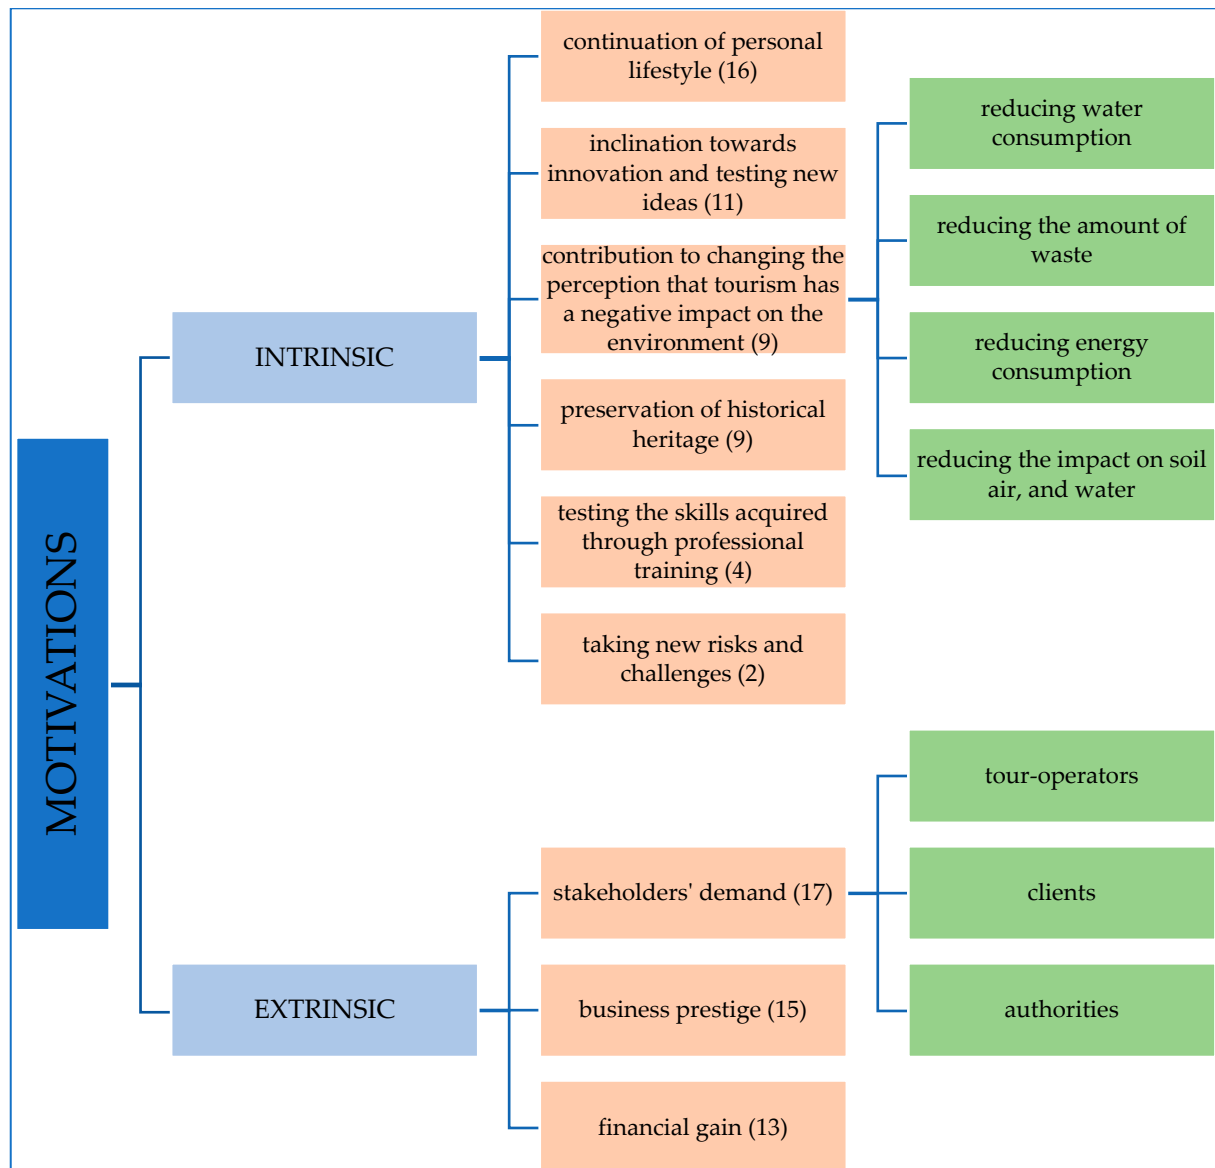 MOTIVATIONS
INTRINSIC
continuation of personal
lifestyle (16)
inclination towards
innovation and testing new
ideas (11)
contribution to changing the
perception that tourism has
a negative impact on the
environment (9)
reducing water
consumption
reducing the amount of
waste
reducing energy
consumption
reducing the impact on soil
air, and water
preservation of historical
heritage (9)
testing the skills acquired
through professional
training (4)
taking new risks and
challenges (2)
EXTRINSIC
stakeholders' demand (17)
tour-operators
clients
authorities
business prestige (15)
financial gain (13)